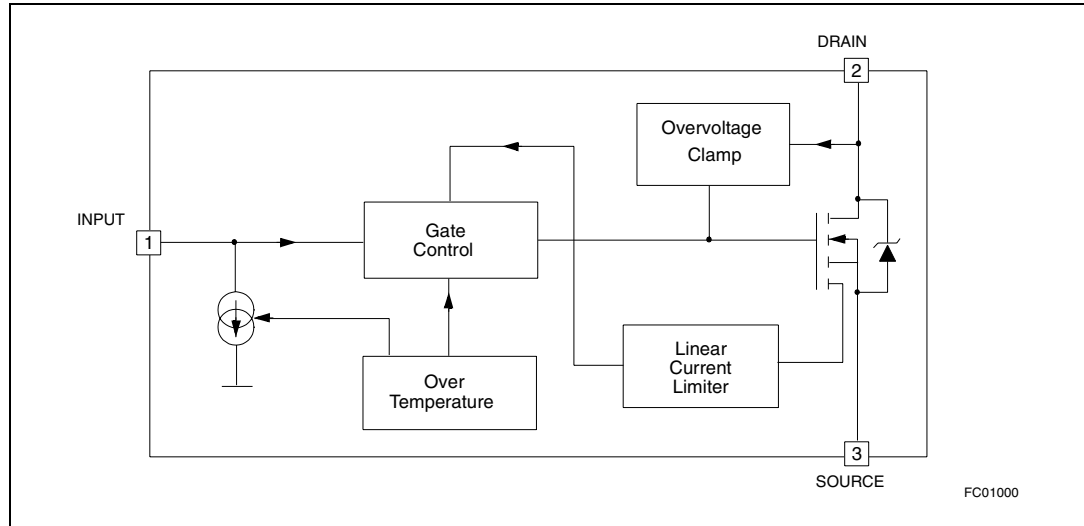 DRAIN
2
Overvoltage
Clamp
INPUT
1
Gate
Control
Linear
Current
Limiter
Over
Temperature
3
SOURCE
FC01000